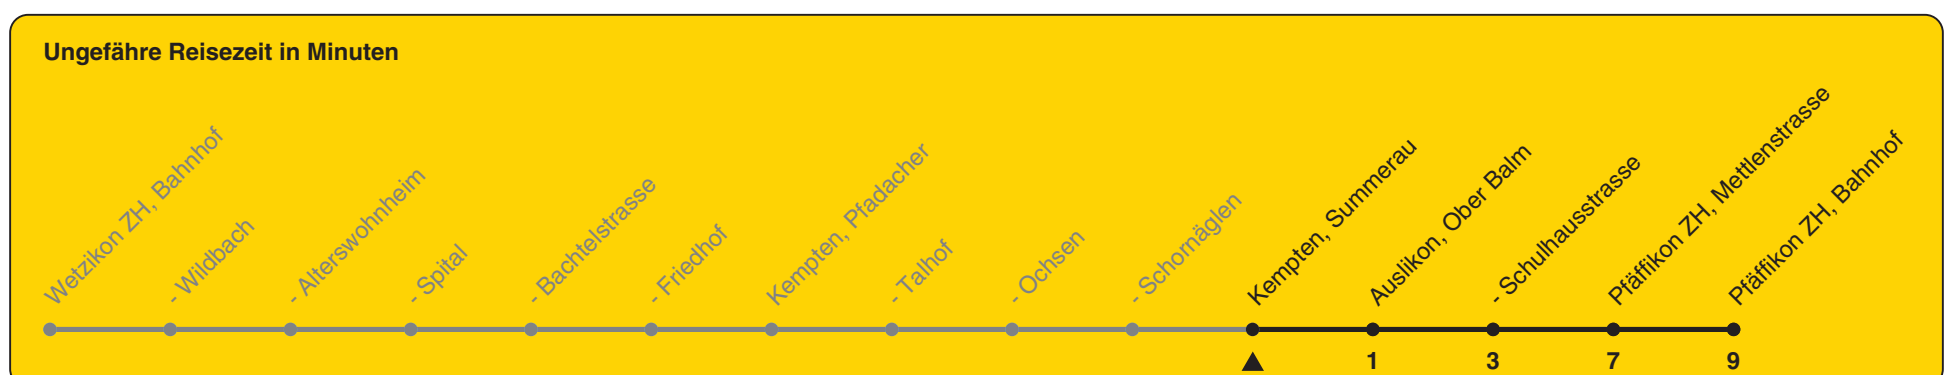 Ungefähre Reisezeit in Minuten
Wetzikon ZH, Bahnhof
- Wildbach
- Alterswohnheim
- Spital
- Bachtelstrasse
- Friedhof
Kempten, Pfadacher
- Talhof
- Ochsen
- Schornäglen
Kempten, Summerau
Auslikon, Ober Balm
- Schulhausstrasse
Pfäffikon ZH, Mettlenstrasse
Pfäffikon ZH, Bahnhof
1 3 7 9